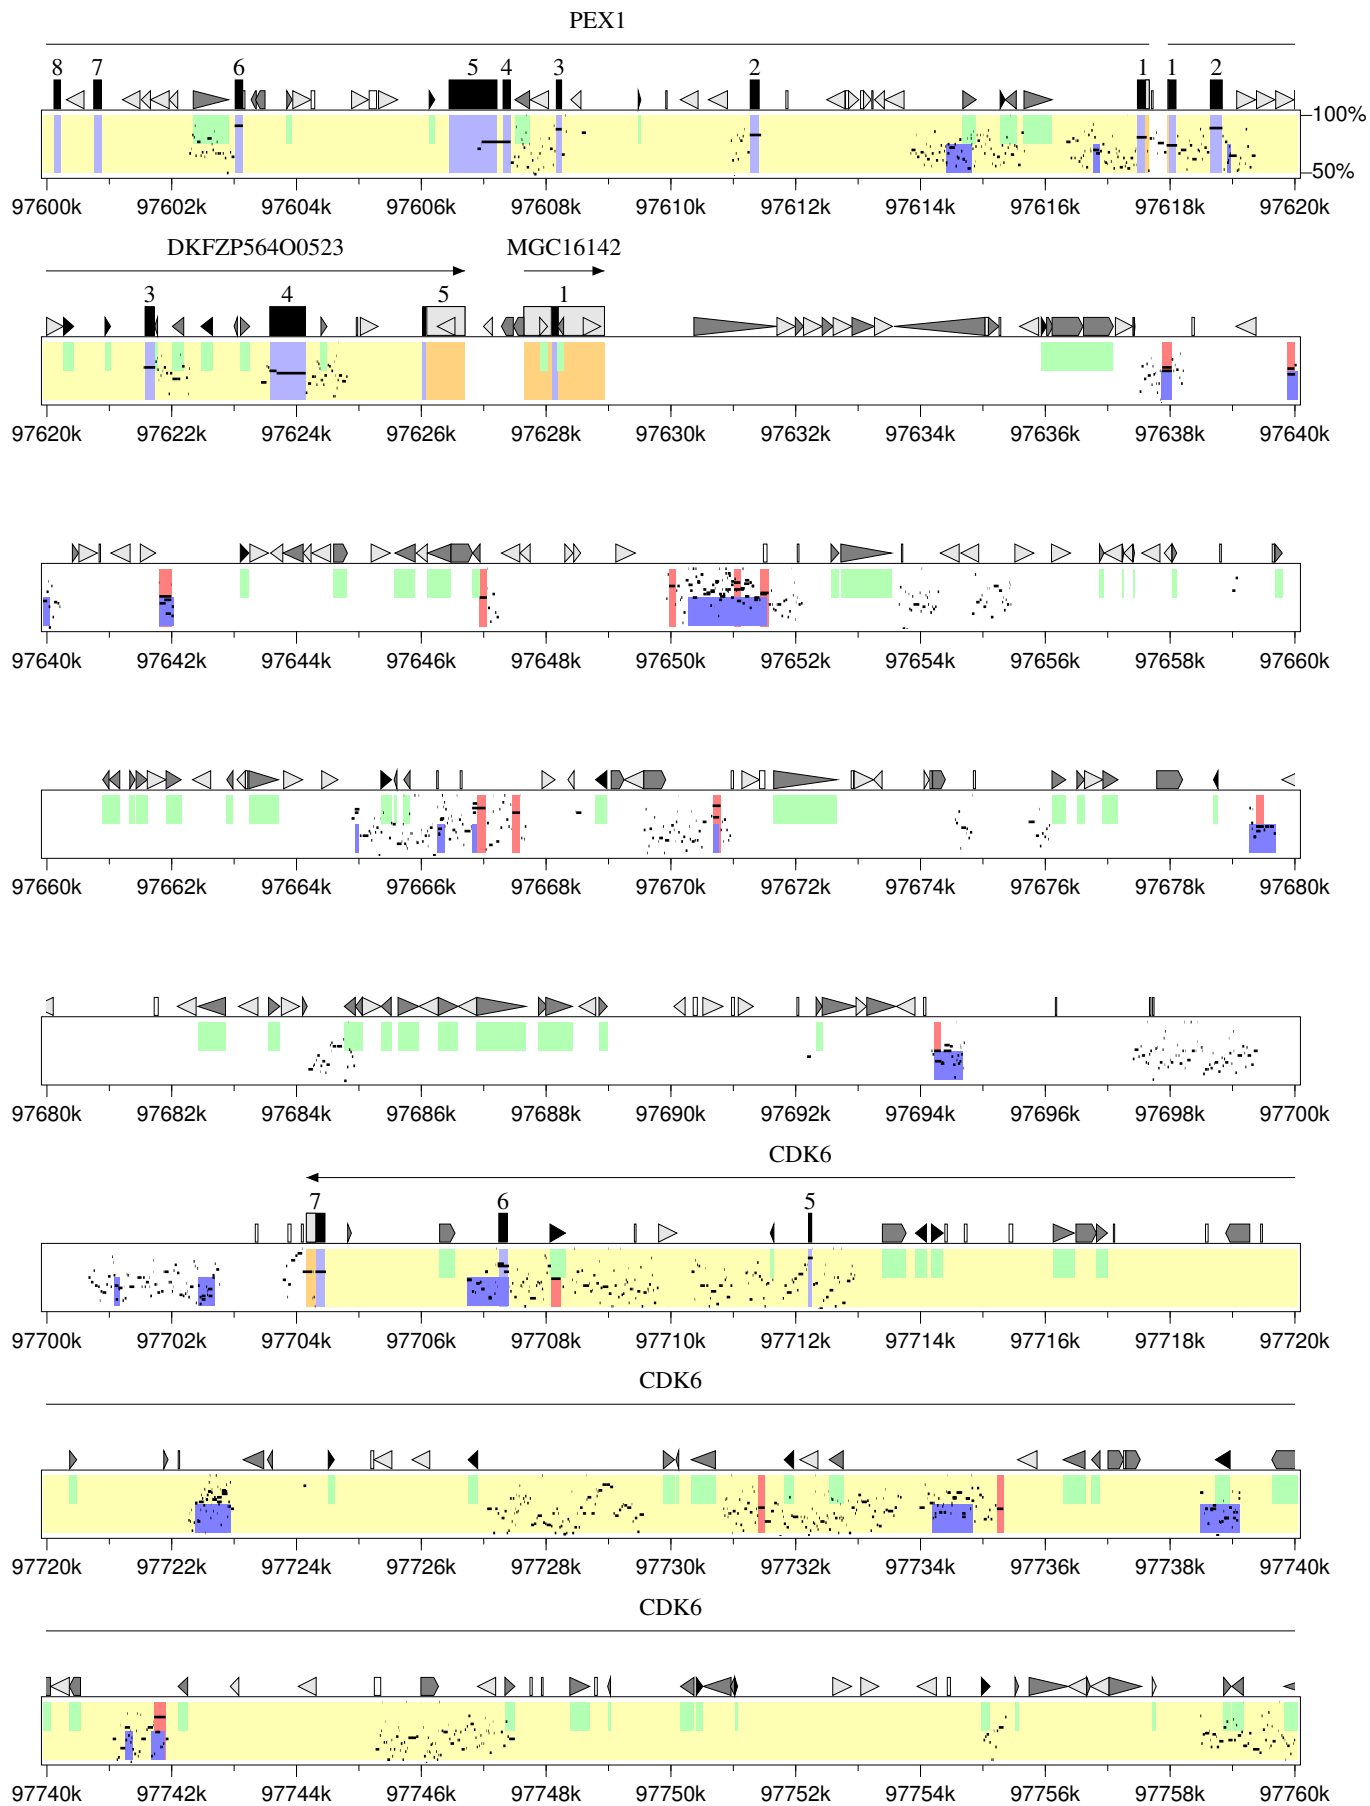 PEX1
8 7 6 5 4 3 2 1 1 2
100%
50%
97600k 97602k 97604k 97606k 97608k 97610k 97612k 97614k 97616k 97618k 97620k
DKFZP564O0523 MGC16142
3 4 5 1
97620k 97622k 97624k 97626k 97628k 97630k 97632k 97634k 97636k 97638k 97640k
97640k 97642k 97644k 97646k 97648k 97650k 97652k 97654k 97656k 97658k 97660k
97660k 97662k 97664k 97666k 97668k 97670k 97672k 97674k 97676k 97678k 97680k
97680k 97682k 97684k 97686k 97688k 97690k 97692k 97694k 97696k 97698k 97700k
CDK6
7 6 5
97700k 97702k 97704k 97706k 97708k 97710k 97712k 97714k 97716k 97718k 97720k
CDK6
97720k 97722k 97724k 97726k 97728k 97730k 97732k 97734k 97736k 97738k 97740k
CDK6
97740k 97742k 97744k 97746k 97748k 97750k 97752k 97754k 97756k 97758k 97760k